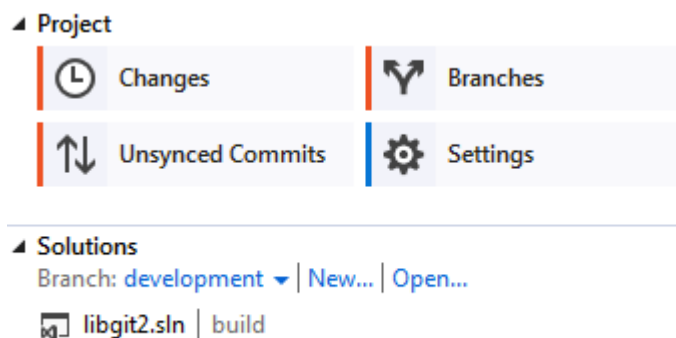 Project
Changes
Branches
Unsynced Commits
Settings
Solutions
Branch: development | New... | Open...
libgit2.sln | build